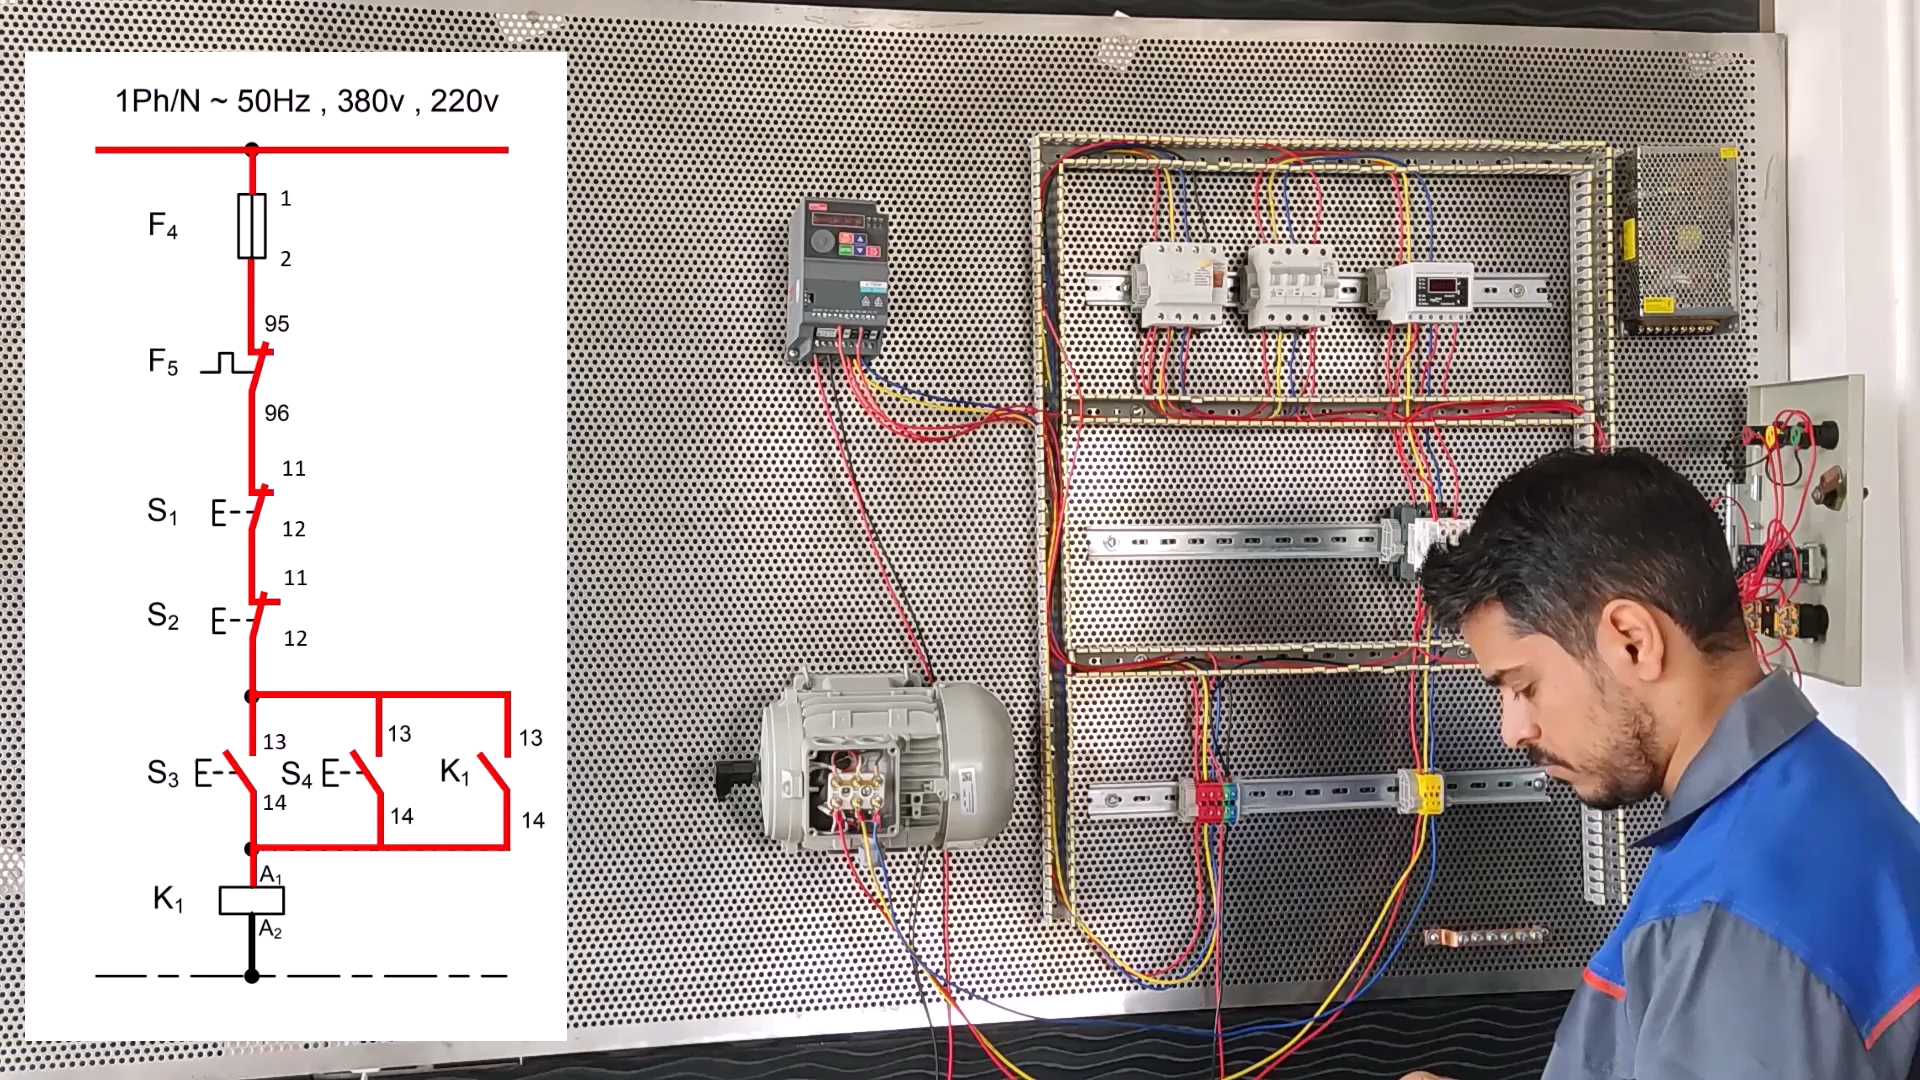 1Ph/N ~ 50Hz , 380v , 220v
1
F4
2
95
F5
96
11
S1
12
11
S2
12
13
13
13
S3
S4
K1
14
14
14
A1
K1
A2